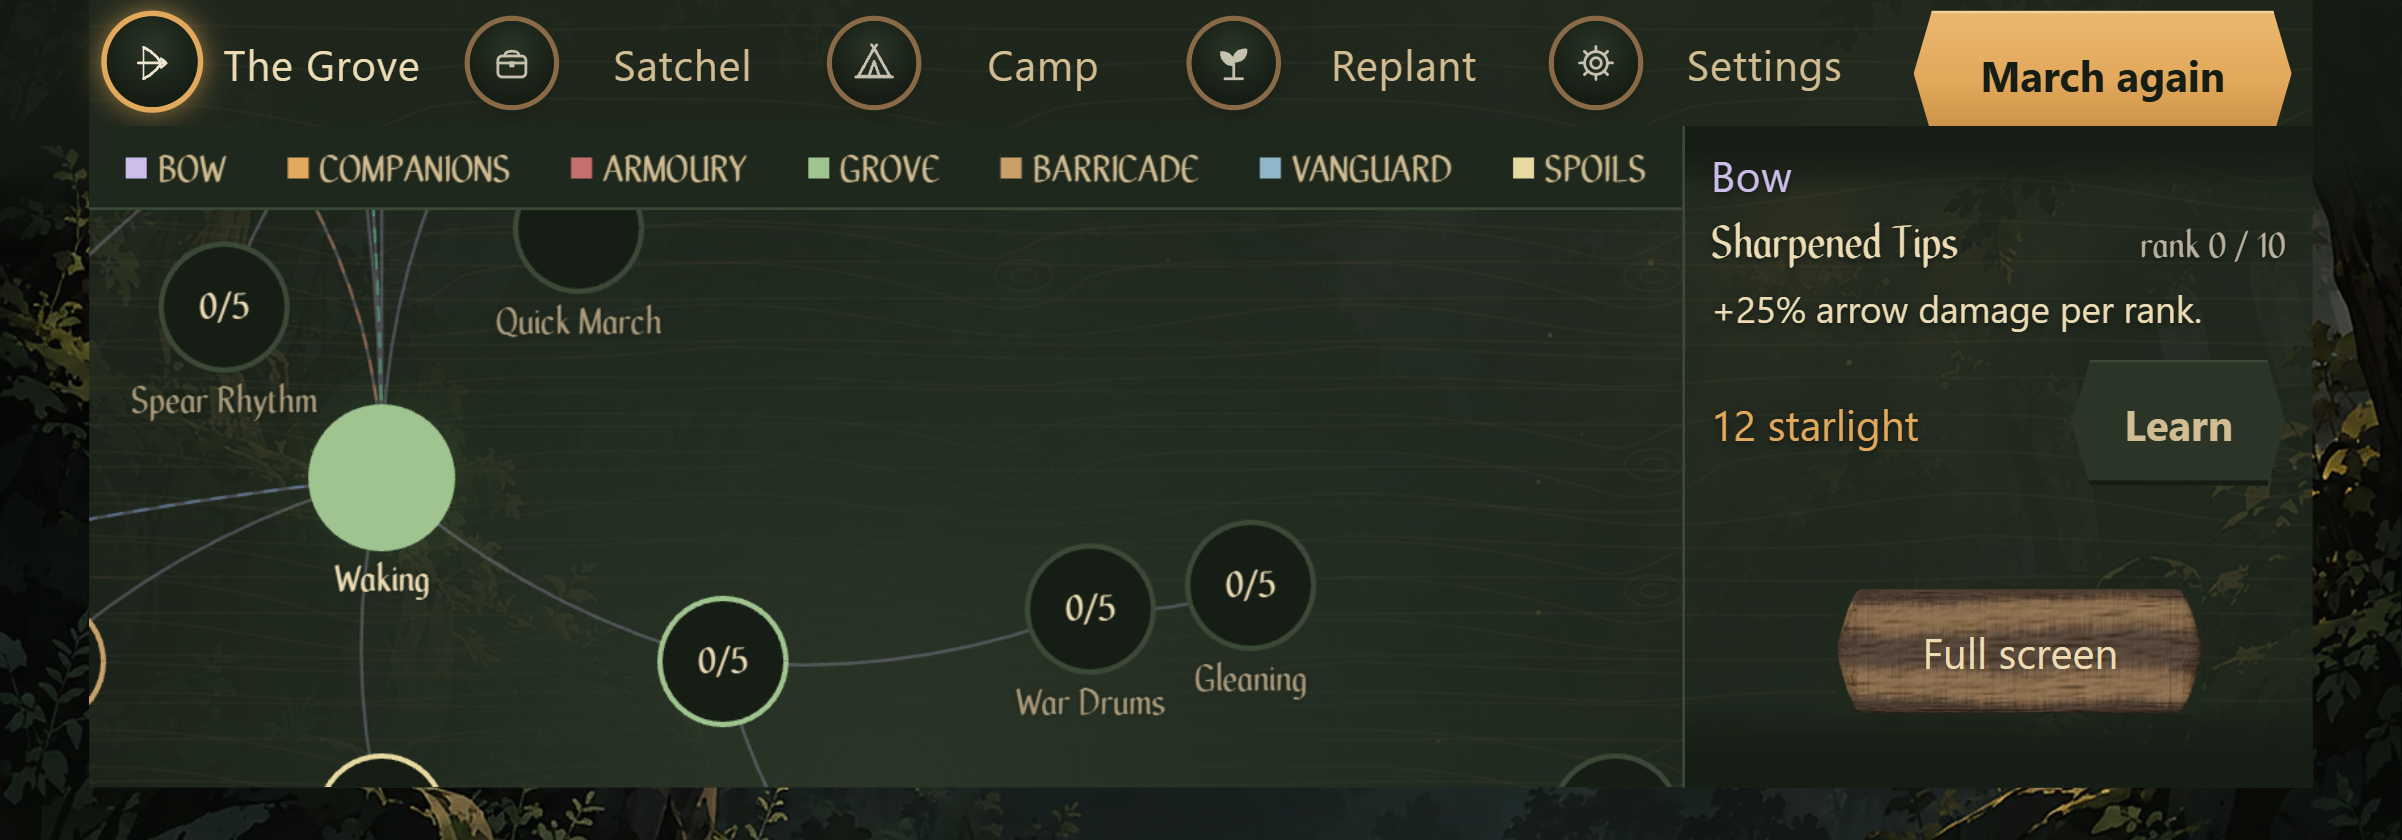 The Grove Satchel Camp Replant Settings March again
BOW COMPANIONS ARMOURY GROVE BARRICADE VANGUARD SPOILS
Bow
Sharpened Tips rank 0 / 10
+25% arrow damage per rank.
12 starlight Learn
Full screen
Quick March
0/5
Spear Rhythm
Waking
0/5
0/5
War Drums
0/5
Gleaning